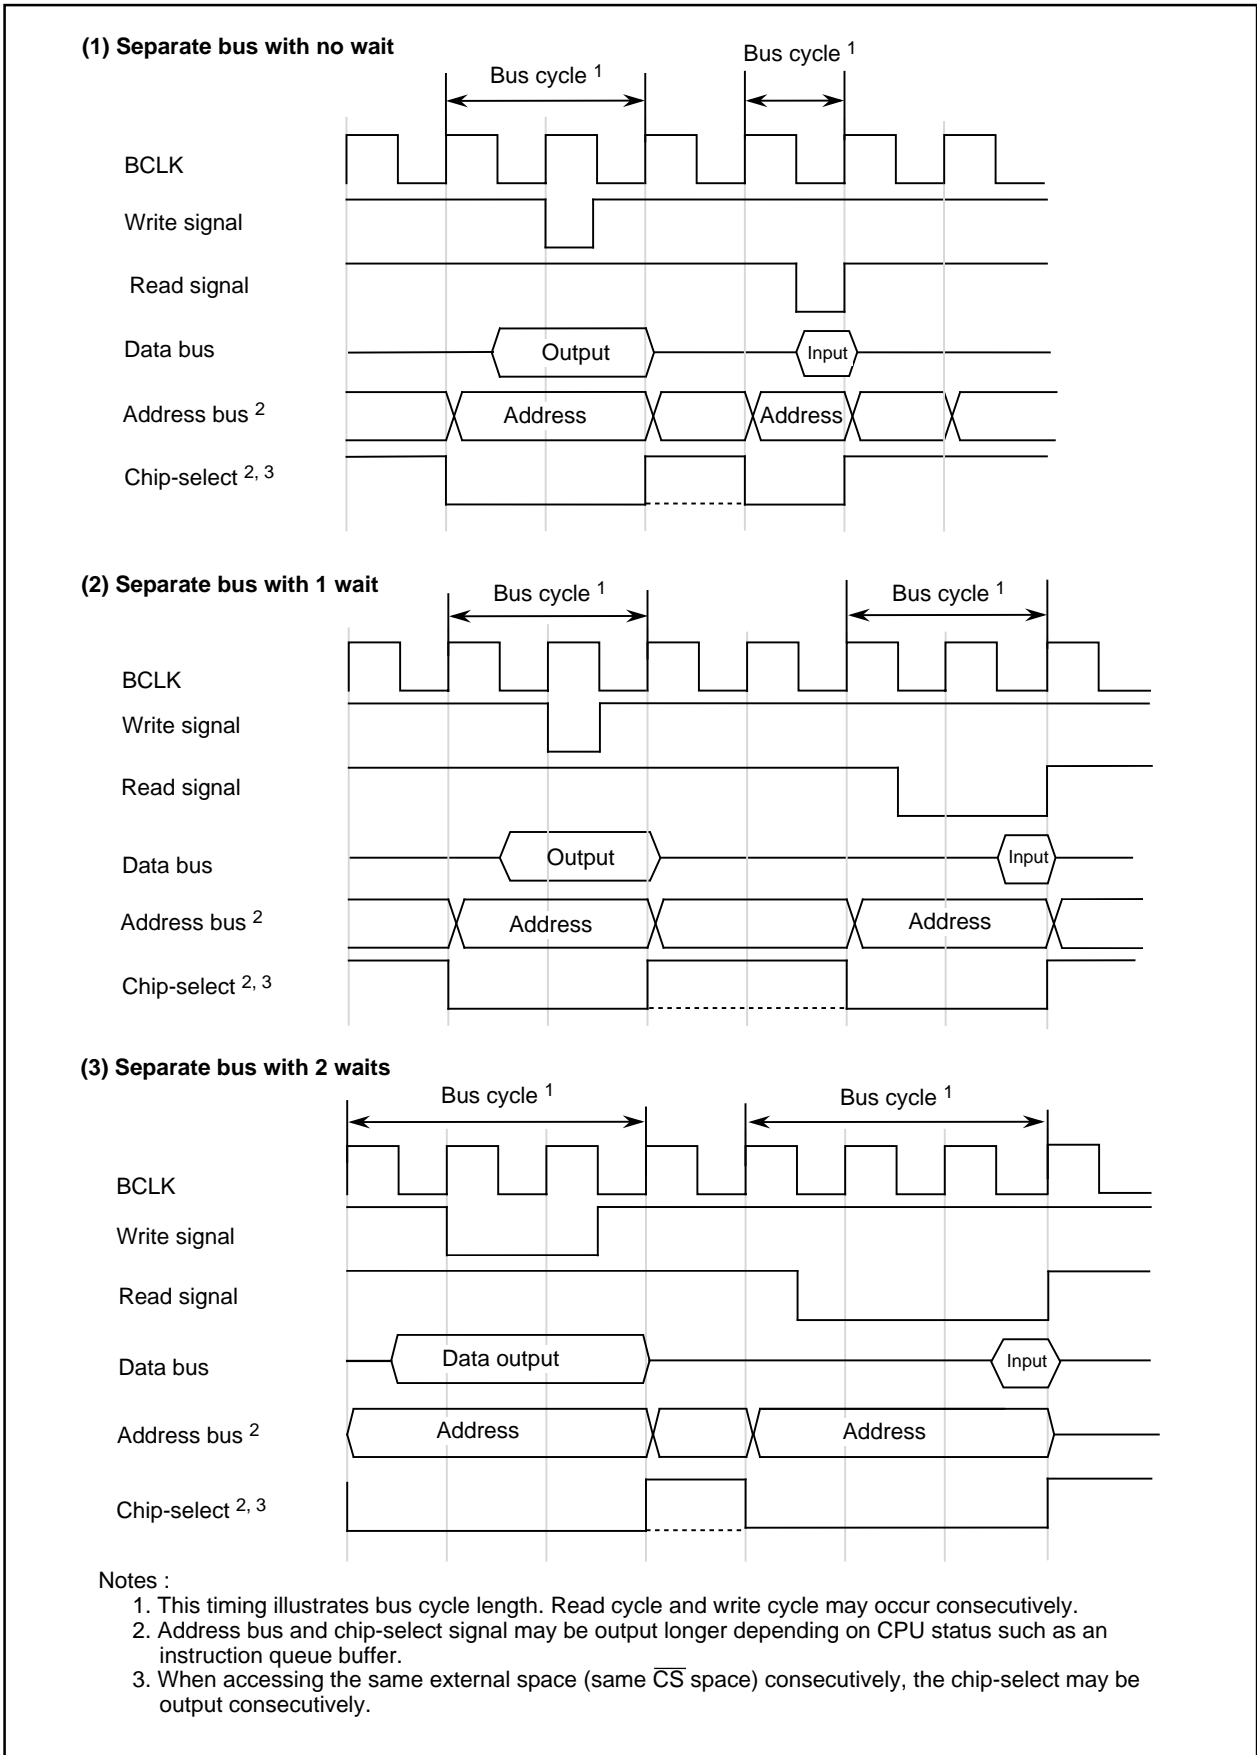 (1) Separate bus with no wait
Bus cycle 1
Bus cycle 1
BCLK
Write signal
Read signal
Data bus
Output
Input
Address bus 2
Address
Address
Chip-select 2, 3
(2) Separate bus with 1 wait
Bus cycle 1
Bus cycle 1
BCLK
Write signal
Read signal
Data bus
Output
Input
Address bus 2
Address
Address
Chip-select 2, 3
(3) Separate bus with 2 waits
Bus cycle 1
Bus cycle 1
BCLK
Write signal
Read signal
Data bus
Data output
Input
Address bus 2
Address
Address
Chip-select 2, 3
Notes :
1. This timing illustrates bus cycle length. Read cycle and write cycle may occur consecutively.
2. Address bus and chip-select signal may be output longer depending on CPU status such as an
instruction queue buffer.
3. When accessing the same external space (same C̅S̅ space) consecutively, the chip-select may be
output consecutively.